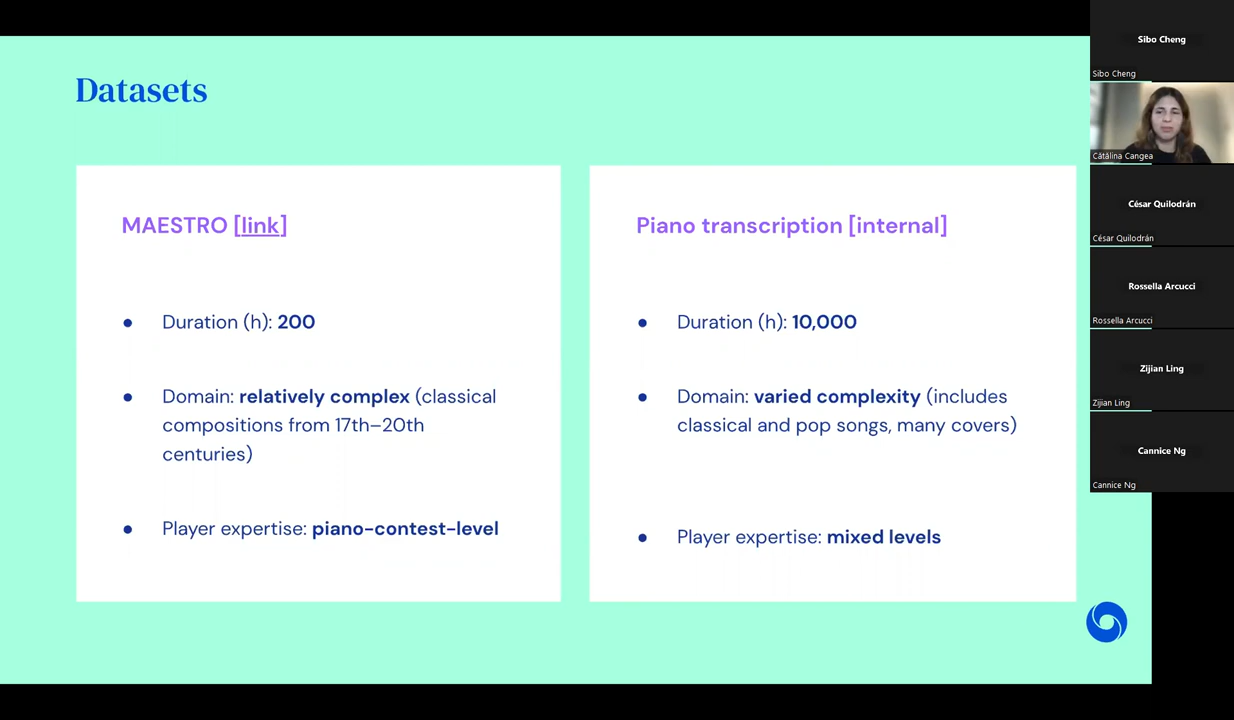 Datasets
MAESTRO [link]
● Duration (h): 200
● Domain: relatively complex (classical
compositions from 17th–20th
centuries)
● Player expertise: piano-contest-level
Piano transcription [internal]
● Duration (h): 10,000
● Domain: varied complexity (includes
classical and pop songs, many covers)
● Player expertise: mixed levels
Sibo Cheng
Sibo Cheng
Cătălina Cangea
César Quilodrán
César Quilodrán
Rossella Arcucci
Rossella Arcucci
Zijian Ling
Zijian Ling
Cannice Ng
Cannice Ng